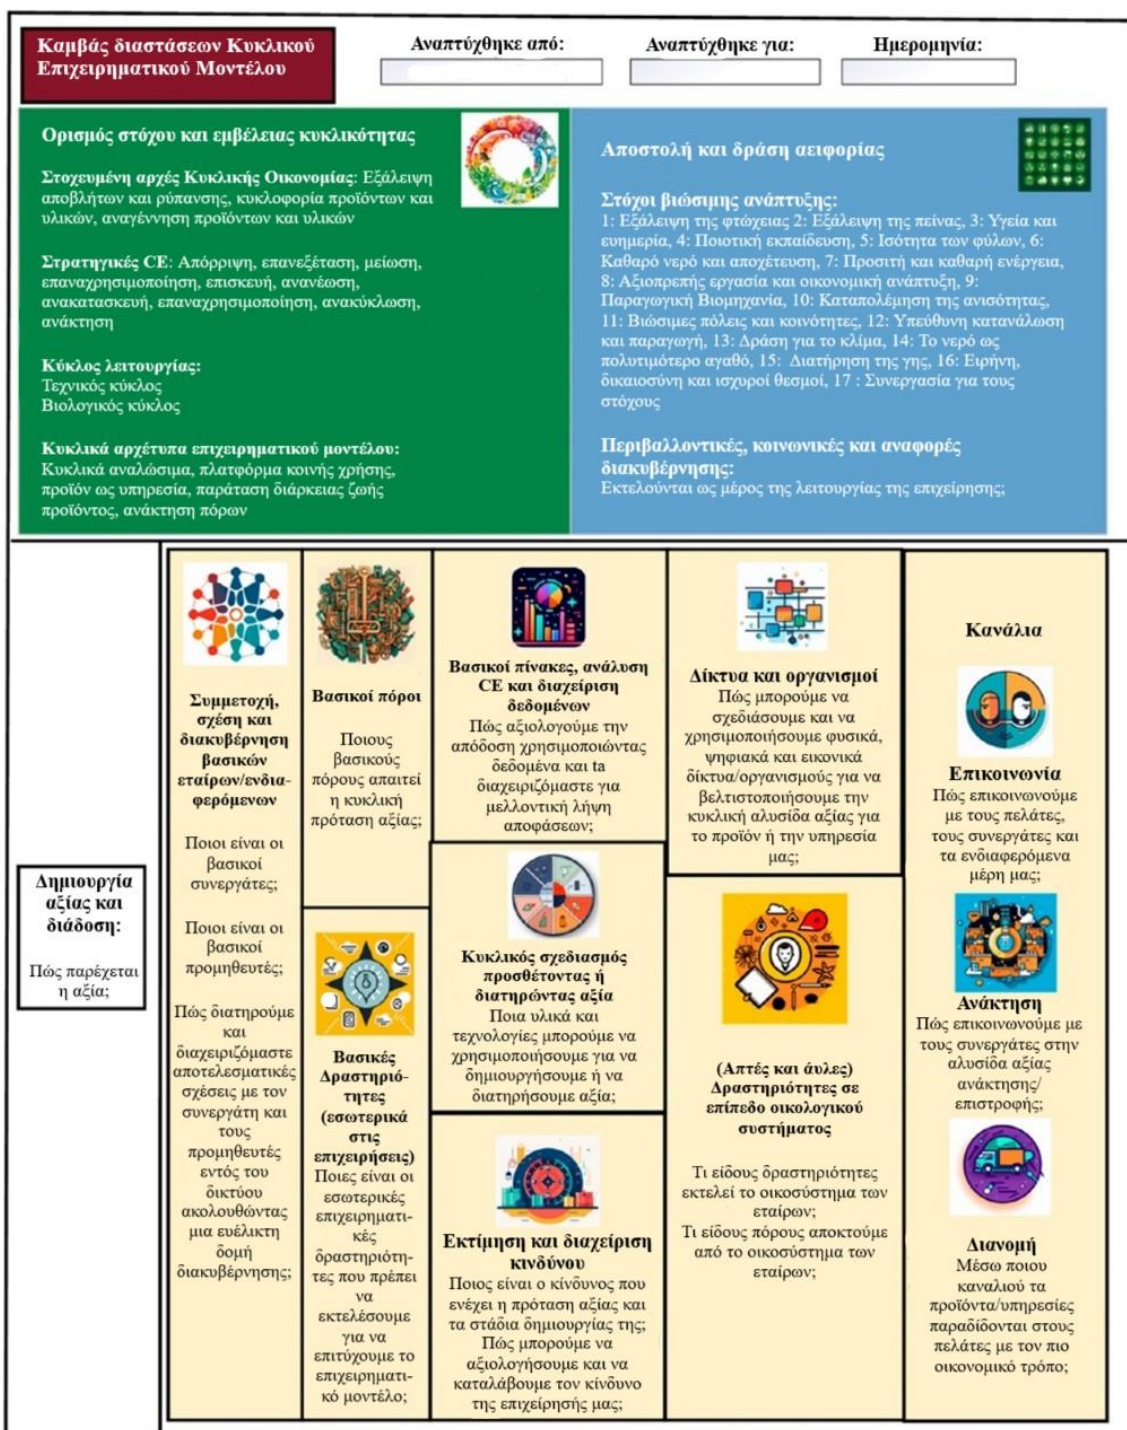 Καμβάς διαστάσεων Κυκλικού
Επιχειρηματικού Μοντέλου
Αναπτύχθηκε από:
Αναπτύχθηκε για:
Ημερομηνία:
Ορισμός στόχου και εμβέλειας κυκλικότητας
Στοχευμένη αρχές Κυκλικής Οικονομίας: Εξάλειψη
αποβλήτων και ρύπανσης, κυκλοφορία προϊόντων και
υλικών, αναγέννηση προϊόντων και υλικών
Στρατηγικές CE: Απόρριψη, επανεξέταση, μείωση,
επαναχρησιμοποίηση, επισκευή, ανανέωση,
ανακατασκευή, επαναχρησιμοποίηση, ανακύκλωση,
ανάκτηση
Κύκλος λειτουργίας:
Τεχνικός κύκλος
Βιολογικός κύκλος
Κυκλικά αρχέτυπα επιχειρηματικού μοντέλου:
Κυκλικά αναλώσιμα, πλατφόρμα κοινής χρήσης,
προϊόν ως υπηρεσία, παράταση διάρκειας ζωής
προϊόντος, ανάκτηση πόρων
Αποστολή και δράση αειφορίας
Στόχοι βιώσιμης ανάπτυξης:
1: Εξάλειψη της φτώχειας 2: Εξάλειψη της πείνας, 3: Υγεία και
ευημερία, 4: Ποιοτική εκπαίδευση, 5: Ισότητα των φύλων, 6:
Καθαρό νερό και αποχέτευση, 7: Προσιτή και καθαρή ενέργεια,
8: Αξιοπρεπής εργασία και οικονομική ανάπτυξη, 9:
Παραγωγική Βιομηχανία, 10: Καταπολέμηση της ανισότητας,
11: Βιώσιμες πόλεις και κοινότητες, 12: Υπεύθυνη κατανάλωση
και παραγωγή, 13: Δράση για το κλίμα, 14: Το νερό ως
πολυτιμότερο αγαθό, 15: Διατήρηση της γης, 16: Ειρήνη,
δικαιοσύνη και ισχυροί θεσμοί, 17 : Συνεργασία για τους
στόχους
Περιβαλλοντικές, κοινωνικές και αναφορές
διακυβέρνησης:
Εκτελούνται ως μέρος της λειτουργίας της επιχείρησης;
Δημιουργία
αξίας και
διάδοση:
Πώς παρέχεται
η αξία;
Συμμετοχή,
σχέση και
διακυβέρνηση
βασικών
εταίρων/ενδια-
φερόμενων
Ποιοι είναι οι
βασικοί
συνεργάτες;
Ποιοι είναι οι
βασικοί
προμηθευτές;
Πώς διατηρούμε
και
διαχειριζόμαστε
αποτελεσματικές
σχέσεις με τον
συνεργάτη και
τους
προμηθευτές
εντός του
δικτύου
ακολουθώντας
μια ευέλικτη
δομή
διακυβέρνησης;
Βασικοί πόροι
Ποιους
βασικούς
πόρους απαιτεί
η κυκλική
πρόταση αξίας;
Βασικές
Δραστηριό-
τητες
(εσωτερικά
στις
επιχειρήσεις)
Ποιες είναι οι
εσωτερικές
επιχειρηματι-
κές
δραστηριότη-
τες που πρέπει
να
εκτελέσουμε
για να
επιτύχουμε το
επιχειρηματι-
κό μοντέλο;
Βασικοί πίνακες, ανάλυση
CE και διαχείριση
δεδομένων
Πώς αξιολογούμε την
απόδοση χρησιμοποιώντας
δεδομένα και ta
διαχειριζόμαστε για
μελλοντική λήψη
αποφάσεων;
Κυκλικός σχεδιασμός
προσθέτοντας ή
διατηρώντας αξία
Ποια υλικά και
τεχνολογίες μπορούμε να
χρησιμοποιήσουμε για να
δημιουργήσουμε ή να
διατηρήσουμε αξία;
Εκτίμηση και διαχείριση
κινδύνου
Ποιος είναι ο κίνδυνος που
ενέχει η πρόταση αξίας και
τα στάδια δημιουργίας της;
Πώς μπορούμε να
αξιολογήσουμε και να
καταλάβουμε τον κίνδυνο
της επιχείρησής μας;
Δίκτυα και οργανισμοί
Πώς μπορούμε να
σχεδιάσουμε και να
χρησιμοποιήσουμε φυσικά,
ψηφιακά και εικονικά
δίκτυα/οργανισμούς για να
βελτιστοποιήσουμε την
κυκλική αλυσίδα αξίας για
το προϊόν ή την υπηρεσία
μας;
(Απτές και άυλες)
Δραστηριότητες σε
επίπεδο οικολογικού
συστήματος
Τι είδους δραστηριότητες
εκτελεί το οικοσύστημα των
εταίρων;
Τι είδους πόρους αποκτούμε
από το οικοσύστημα των
εταίρων;
Κανάλια
Επικοινωνία
Πώς επικοινωνούμε
με τους πελάτες,
τους συνεργάτες και
τα ενδιαφερόμενα
μέρη μας;
Ανάκτηση
Πώς επικοινωνούμε με
τους συνεργάτες στην
αλυσίδα αξίας
ανάκτησης/
επιστροφής;
Διανομή
Μέσω ποιου
καναλιού τα
προϊόντα/υπηρεσίες
παραδίδονται στους
πελάτες με τον πιο
οικονομικό τρόπο;